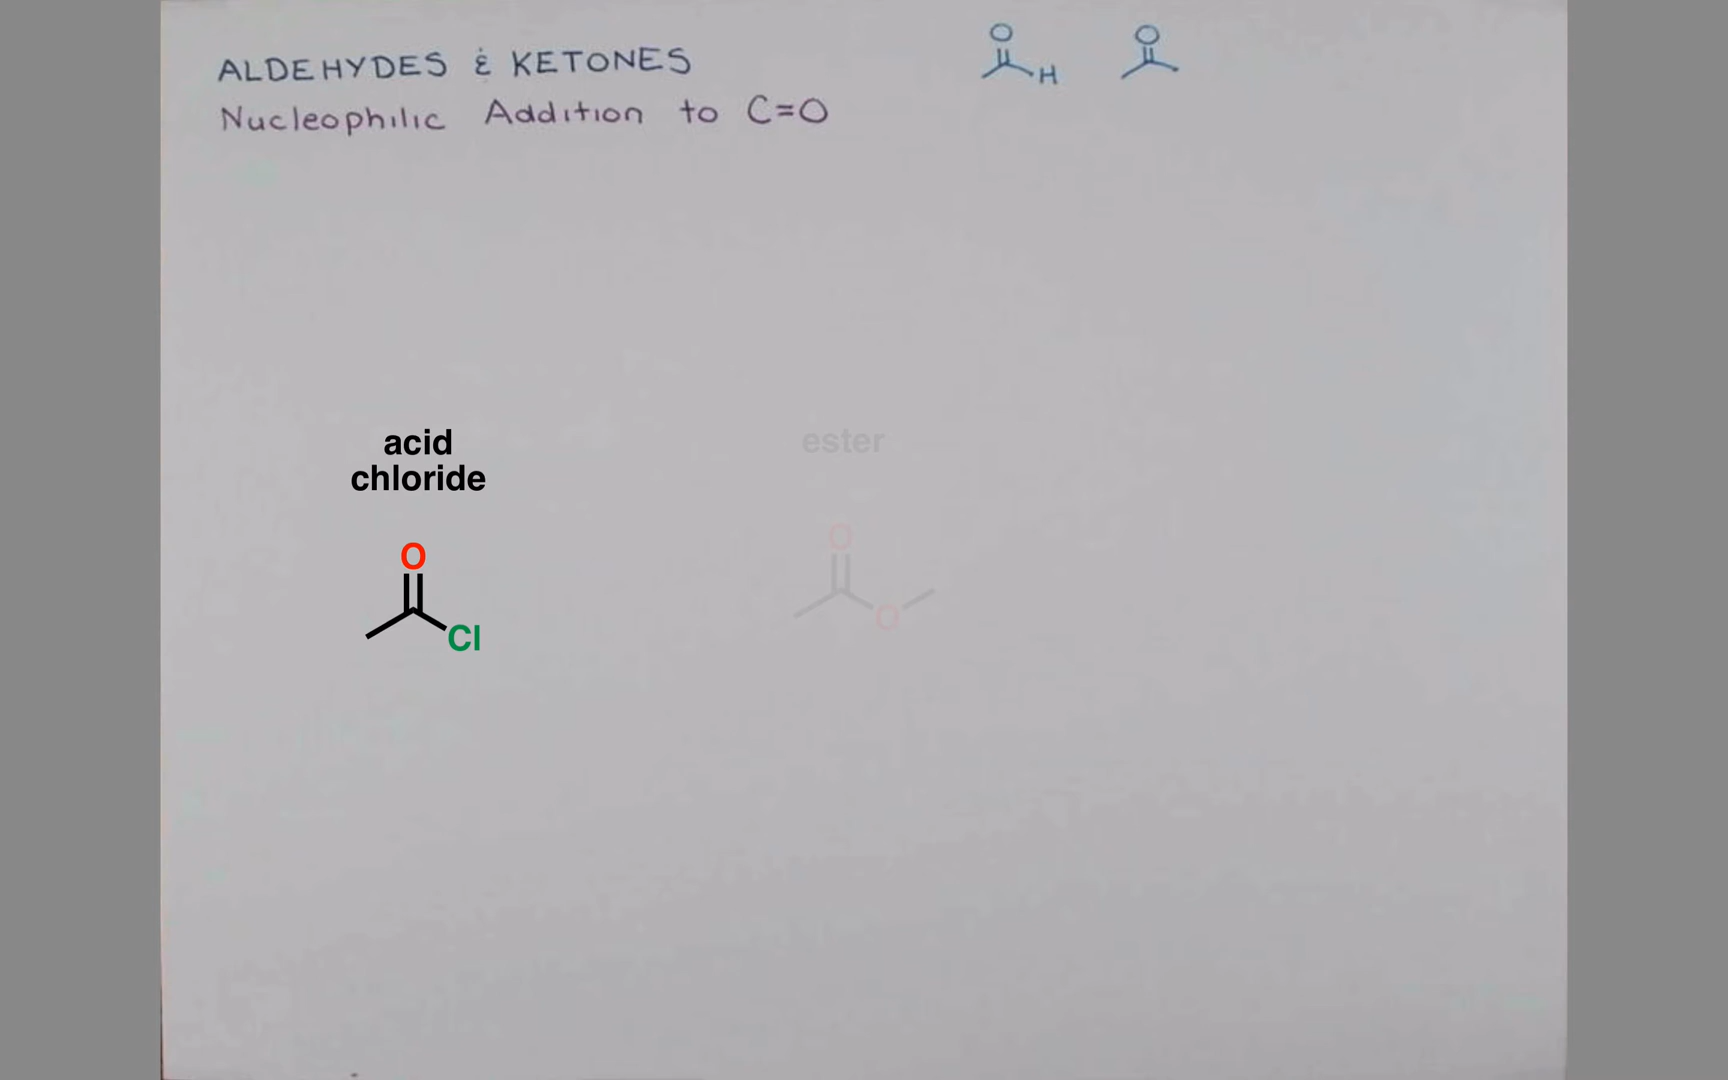 ALDEHYDES & KETONES
Nucleophilic Addition to C=O
O
H
O
acid
chloride
O
Cl
ester
O
O